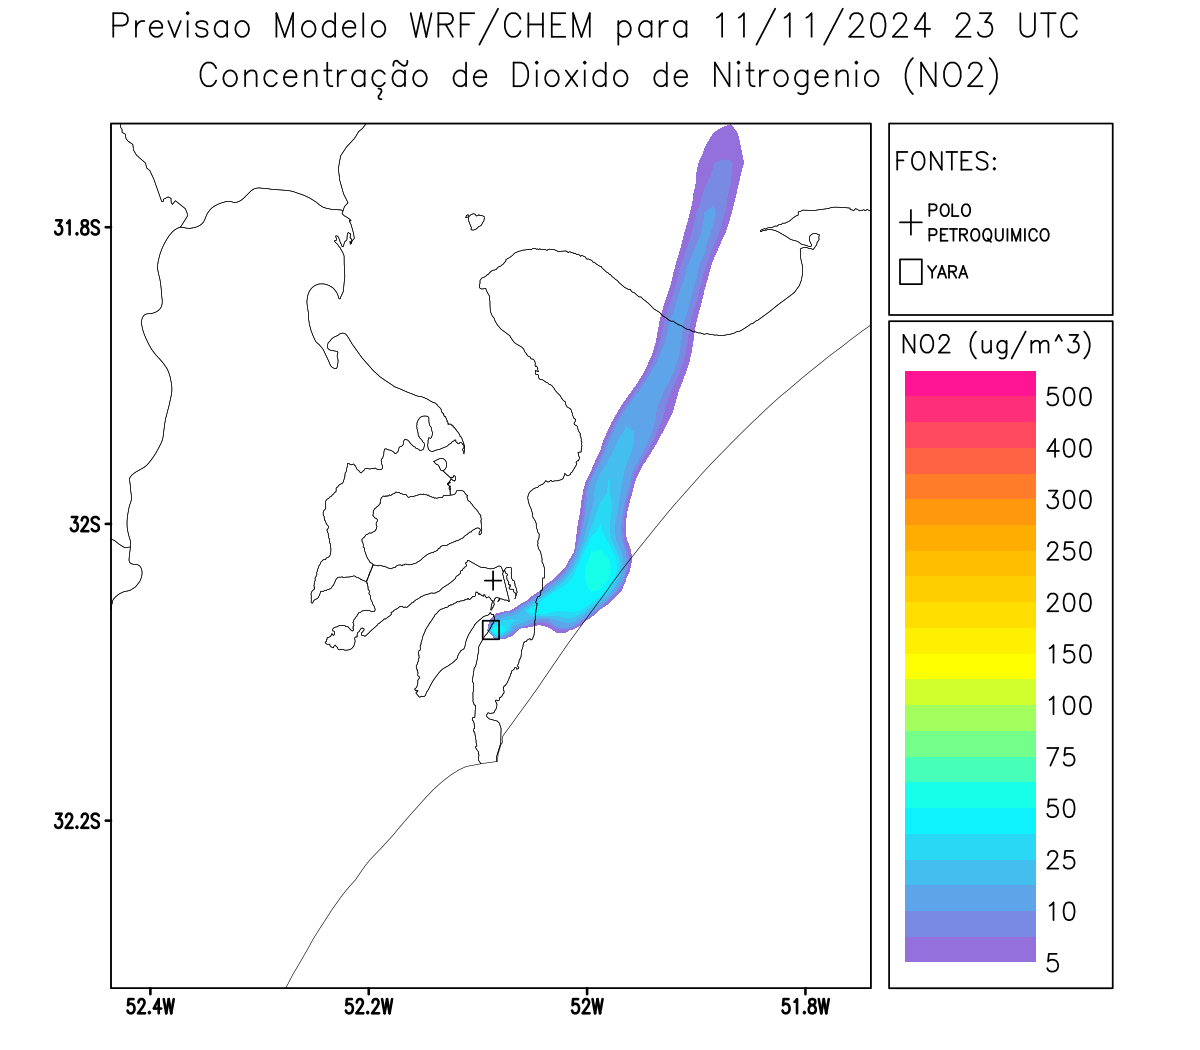 Previsao Modelo WRF/CHEM para 11/11/2024 23 UTC
Concentração de Dioxido de Nitrogenio (NO2)
FONTES:
POLO
PETROQUIMICO
YARA
NO2 (ug/m^3)
500
400
300
250
200
150
100
75
50
25
10
5
31.8S
32S
32.2S
52.4W
52.2W
52W
51.8W